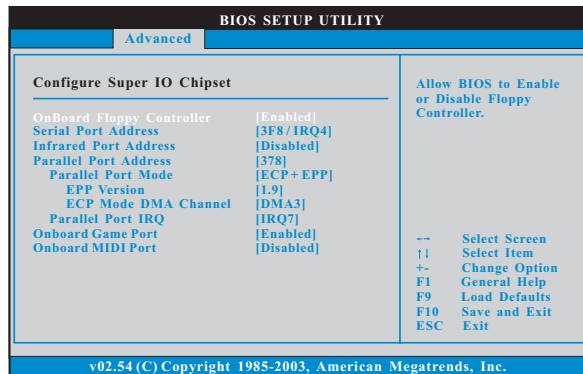 BIOS SETUP UTILITY
Advanced
Configure Super IO Chipset
OnBoard Floppy Controller [Enabled]
Serial Port Address [3F8 / IRQ4]
Infrared Port Address [Disabled]
Parallel Port Address [378]
Parallel Port Mode [ECP + EPP]
EPP Version [1.9]
ECP Mode DMA Channel [DMA3]
Parallel Port IRQ [IRQ7]
Onboard Game Port [Enabled]
Onboard MIDI Port [Disabled]
Allow BIOS to Enable
or Disable Floppy
Controller.
←→ Select Screen
↑↓ Select Item
+- Change Option
F1 General Help
F9 Load Defaults
F10 Save and Exit
ESC Exit
v02.54 (C) Copyright 1985-2003, American Megatrends, Inc.